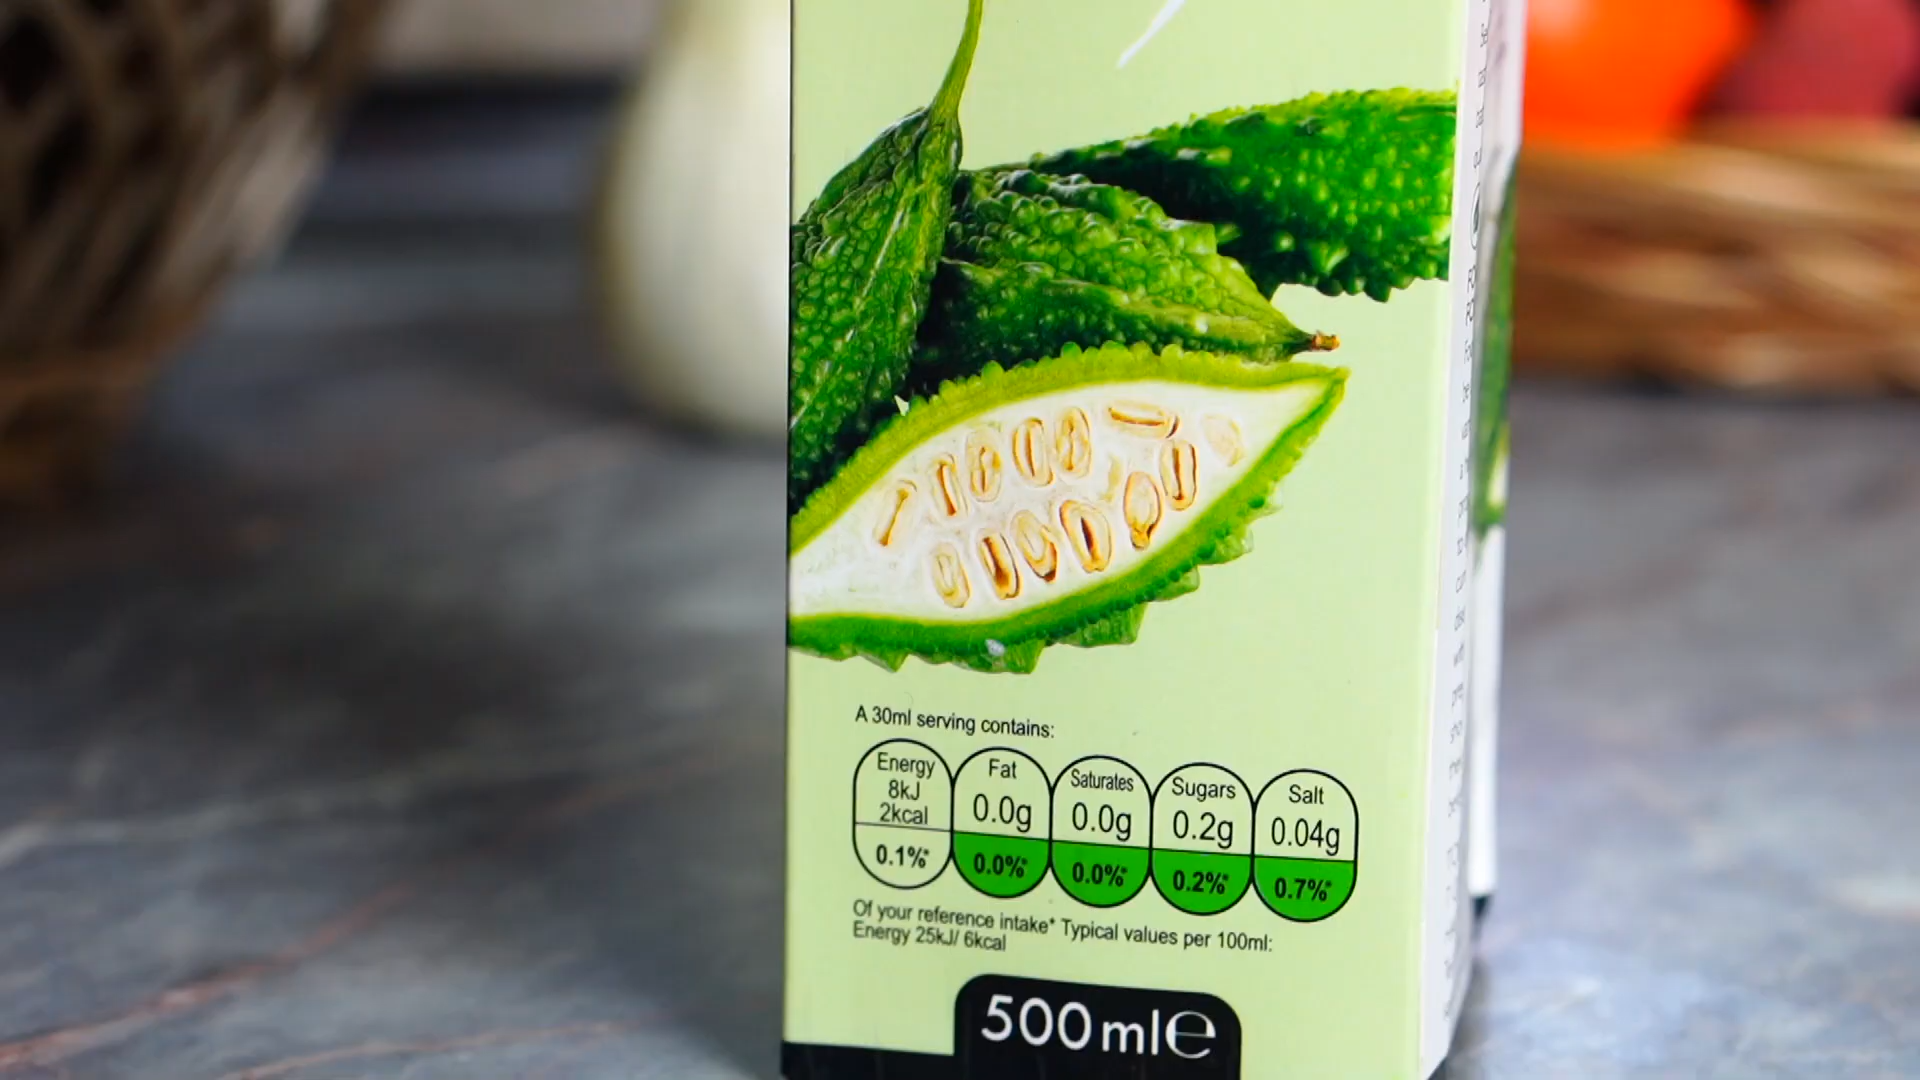 A 30ml serving contains:
Energy
8kJ
2kcal
0.1%*
Fat
0.0g
0.0%*
Saturates
0.0g
0.0%*
Sugars
0.2g
0.2%*
Salt
0.04g
0.7%*
Of your reference intake* Typical values per 100ml:
Energy 25kJ/ 6kcal
500mle